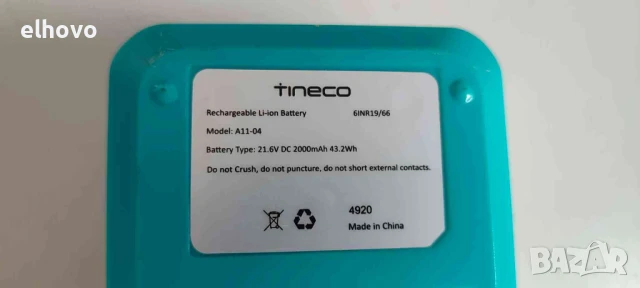 elhovo
TINECO
Rechargeable Li-ion Battery 6INR19/66
Model: A11-04
Battery Type: 21.6V DC 2000mAh 43.2Wh
Do not Crush, do not puncture, do not short external contacts.
4920
Made in China
BAZAR